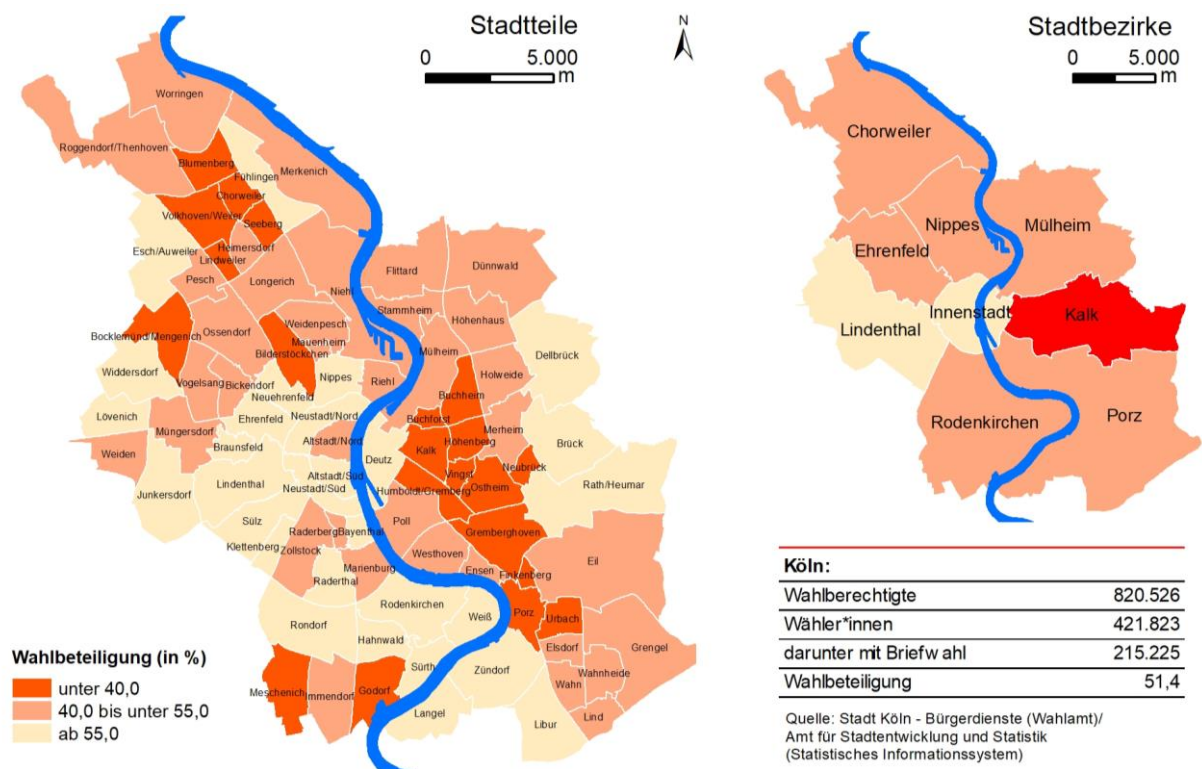 Stadtteile
0 5.000
m
N
Worringen
Roggendorf/Thenhoven
Blumenberg
Fühlingen
Merkenich
Chorweiler
Volkhoven/Weiler
Seeberg
Esch/Auweiler
Heimersdorf
Lindweiler
Pesch
Longerich
Niehl
Flittard
Dünnwald
Stammheim
Bocklemünd/Mengenich
Ossendorf
Weidenpesch
Mauenheim
Höhenhaus
Bilderstöckchen
Mülheim
Dellbrück
Widdersdorf
Vogelsang
Bickendorf
Nippes
Riehl
Holweide
Neuehrenfeld
Buchheim
Lövenich
Ehrenfeld
Neustadt/Nord
Buchforst
Müngersdorf
Altstadt/Nord
Merheim
Weiden
Braunsfeld
Deutz
Kalk
Höhenberg
Brück
Neubrück
Vingst
Junkersdorf
Lindenthal
Altstadt/Süd
Neustadt/Süd
Humboldt/Gremberg
Ostheim
Rath/Heumar
Sülz
Raderberg
Bayenthal
Poll
Gremberghoven
Klettenberg
Zollstock
Marienburg
Westhoven
Raderthal
Ensen
Finkenberg
Eil
Rodenkirchen
Weiß
Porz
Urbach
Rondorf
Hahnwald
Elsdorf
Grengel
Sürth
Zündorf
Wahn
Wahnheide
Meschenich
Immendorf
Godorf
Langel
Libur
Lind
Wahlbeteiligung (in %)
unter 40,0
40,0 bis unter 55,0
ab 55,0
Stadtbezirke
0 5.000
m
Chorweiler
Nippes
Mülheim
Ehrenfeld
Innenstadt
Kalk
Lindenthal
Rodenkirchen
Porz
Köln:
Wahlberechtigte 820.526
Wähler*innen 421.823
darunter mit Briefwahl 215.225
Wahlbeteiligung 51,4
Quelle: Stadt Köln - Bürgerdienste (Wahlamt)/
Amt für Stadtentwicklung und Statistik
(Statistisches Informationssystem)